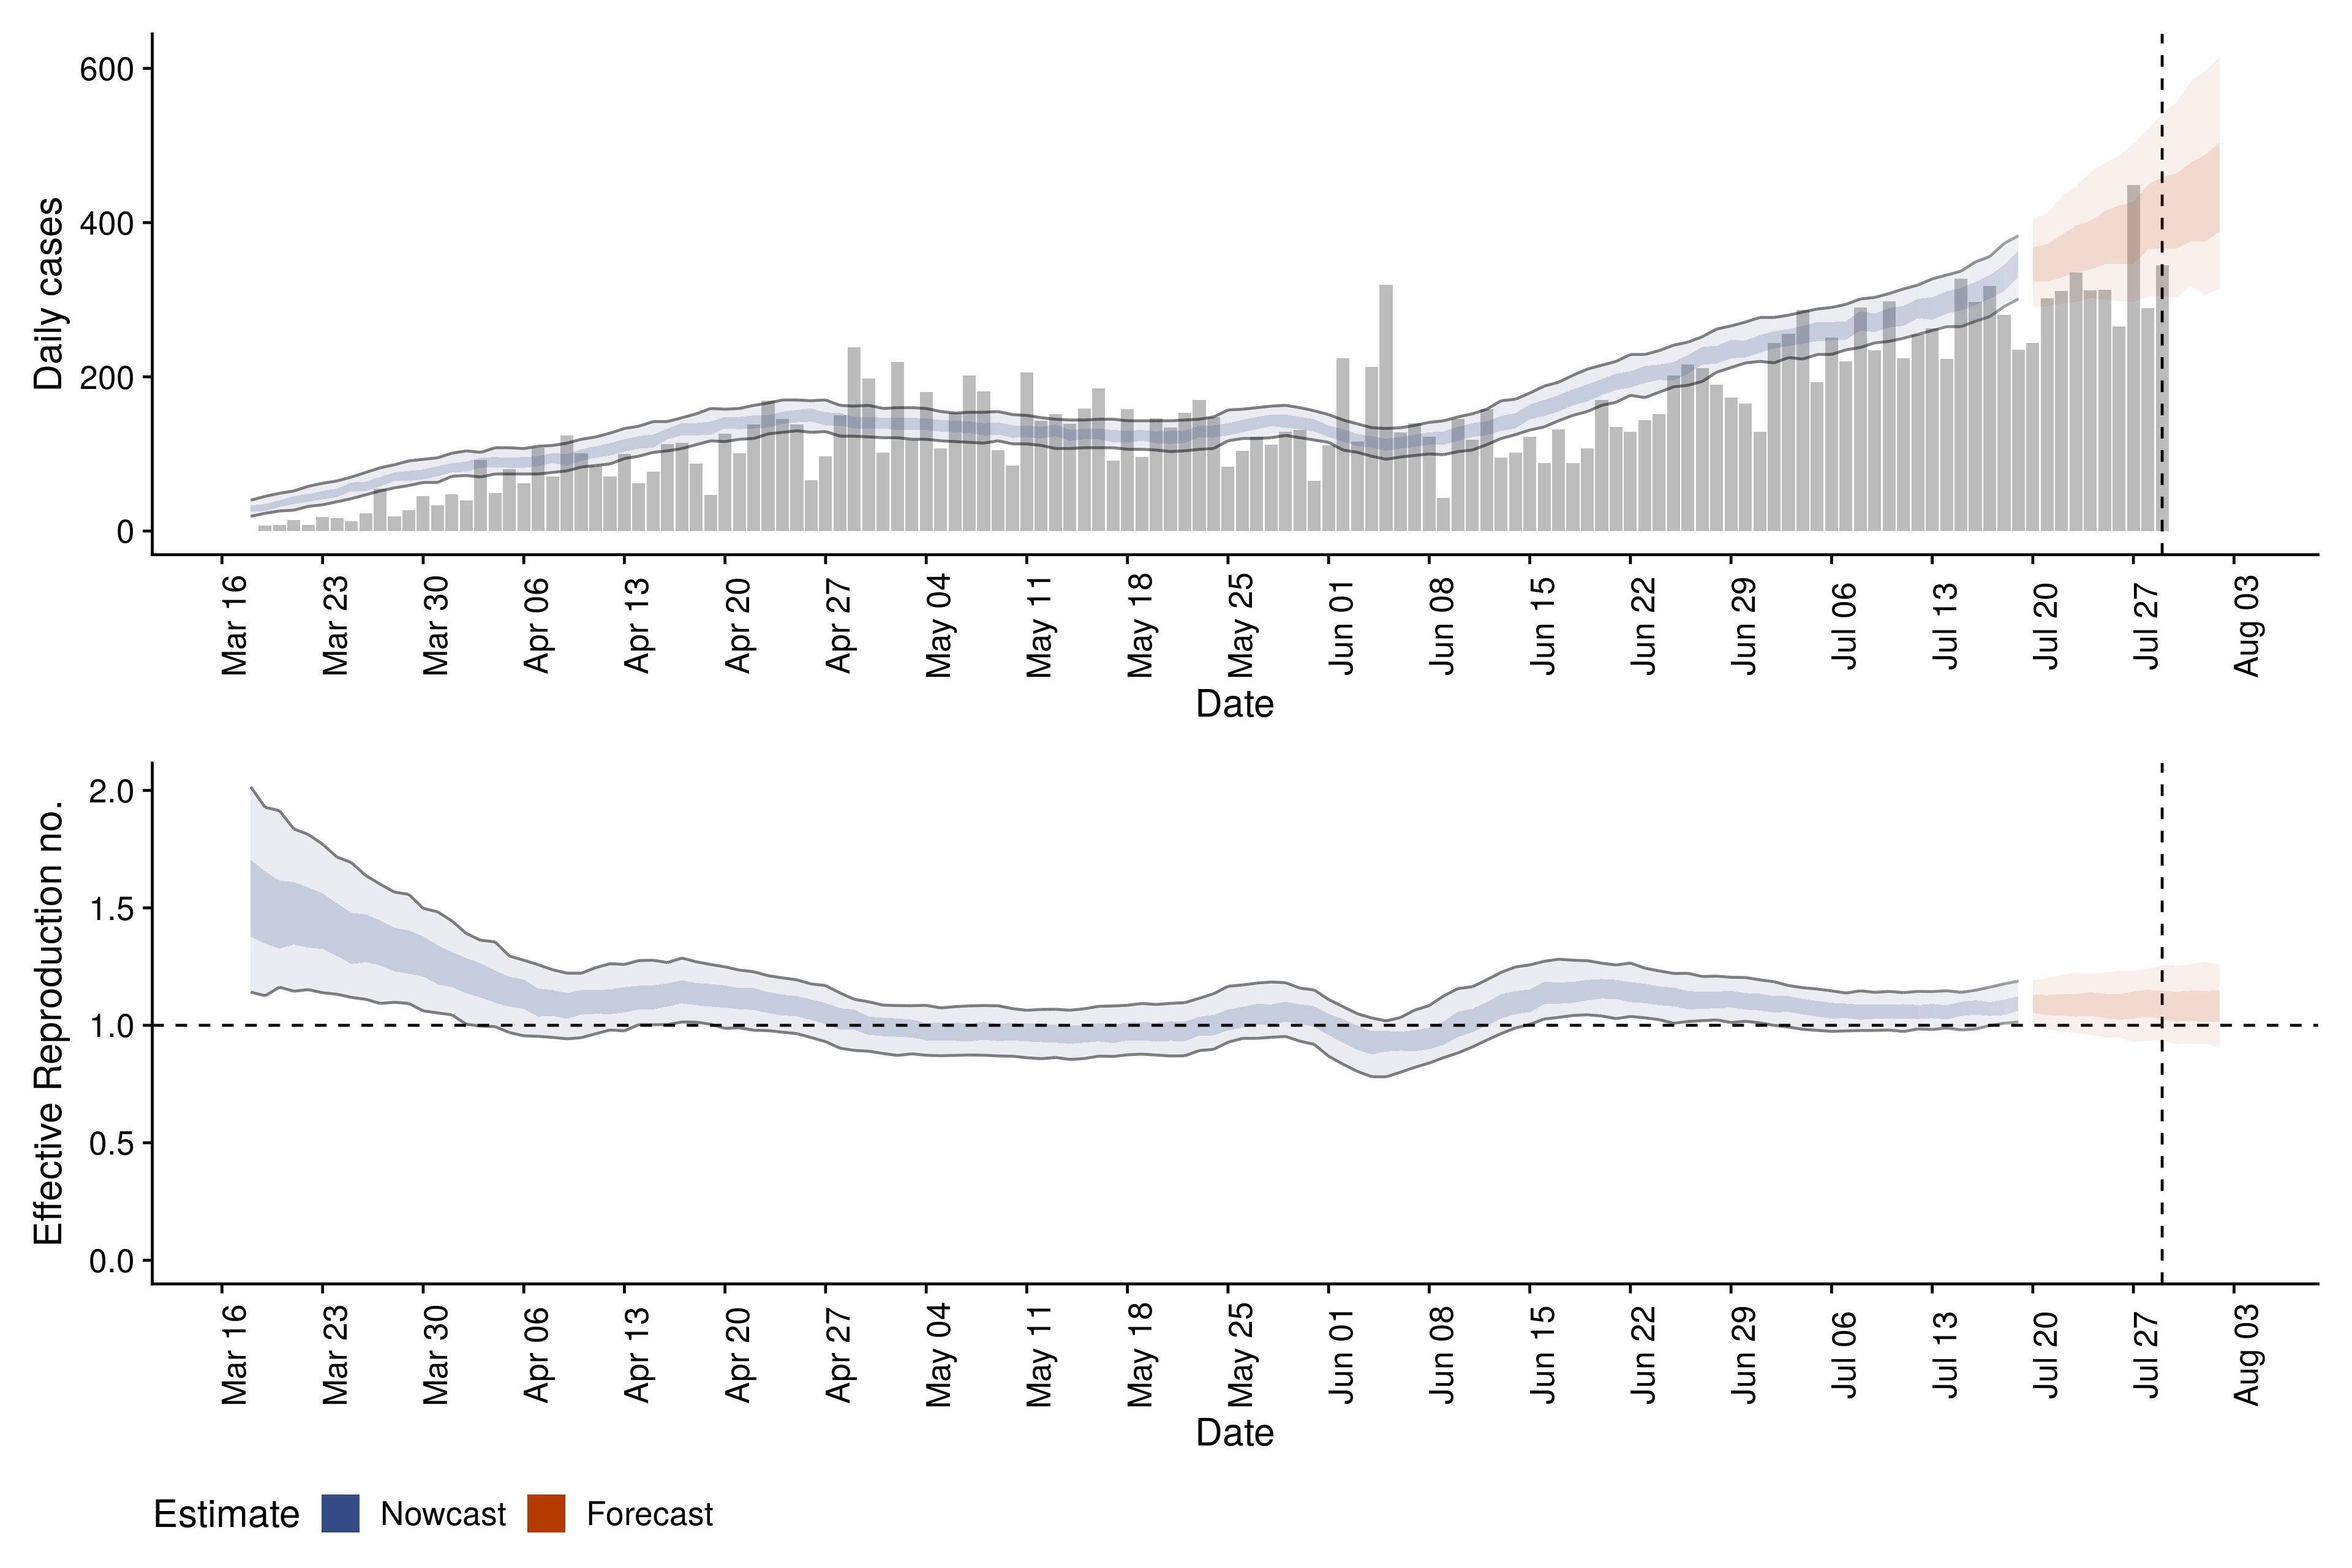 600
400
200
0
Daily cases
Mar 16 Mar 23 Mar 30 Apr 06 Apr 13 Apr 20 Apr 27 May 04 May 11 May 18 May 25 Jun 01 Jun 08 Jun 15 Jun 22 Jun 29 Jul 06 Jul 13 Jul 20 Jul 27 Aug 03
Date
2.0
1.5
1.0
0.5
0.0
Effective Reproduction no.
Mar 16 Mar 23 Mar 30 Apr 06 Apr 13 Apr 20 Apr 27 May 04 May 11 May 18 May 25 Jun 01 Jun 08 Jun 15 Jun 22 Jun 29 Jul 06 Jul 13 Jul 20 Jul 27 Aug 03
Date
Estimate Nowcast Forecast